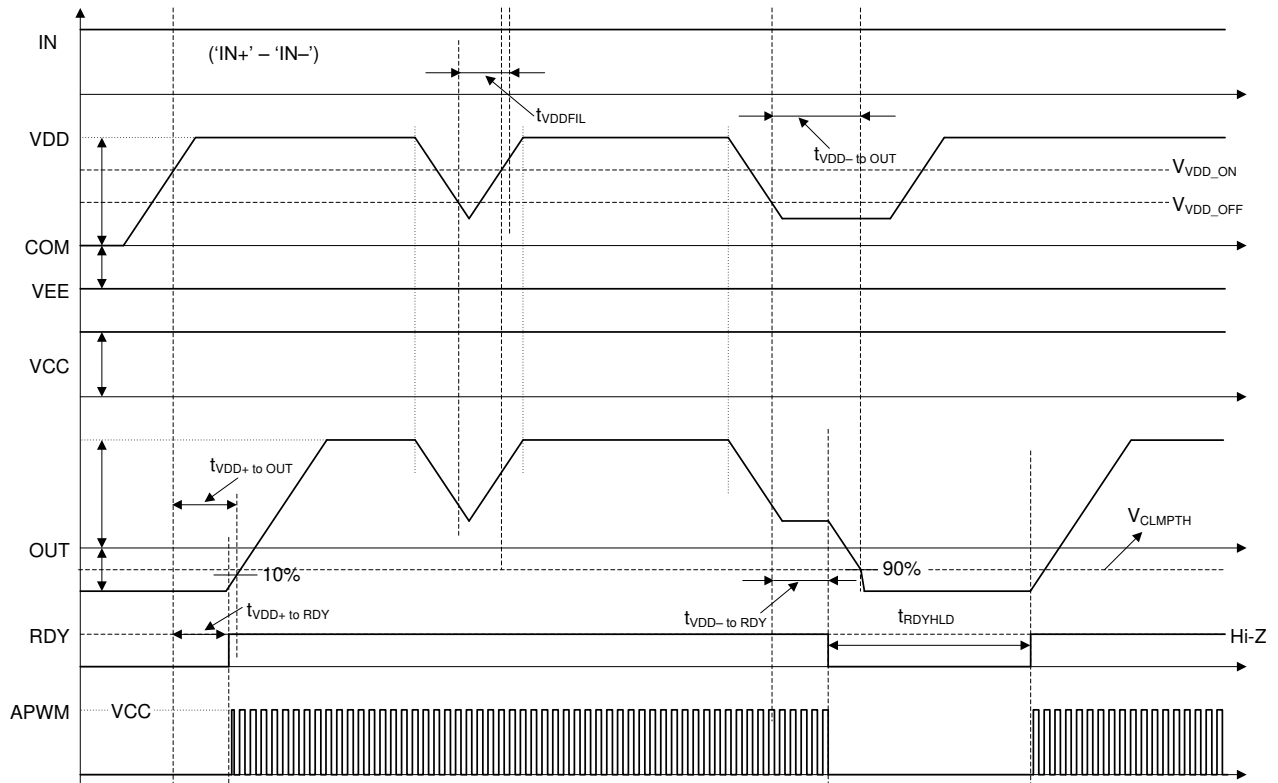 IN
(‘IN+’ – ‘IN–’)
tVDDFIL
VDD
tVDD– to OUT
VVDD_ON
VVDD_OFF
COM
VEE
VCC
tVDD+ to OUT
VCLMPTH
OUT
10%
90%
tVDD+ to RDY
tVDD– to RDY
tRDYHLD
RDY
Hi-Z
APWM
VCC